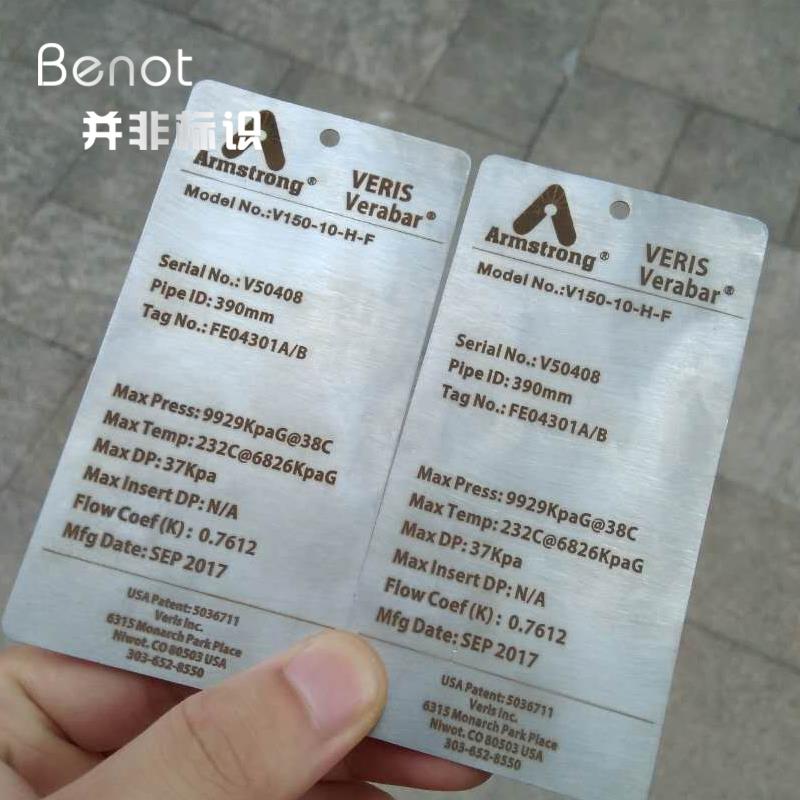 Benot
并非标识
Armstrong®
VERIS
Verabar®
Model No.:V150-10-H-F
Serial No.: V50408
Pipe ID: 390mm
Tag No.: FE04301A/B
Max Press: 9929KpaG@38C
Max Temp: 232C@6826KpaG
Max DP: 37Kpa
Max Insert DP: N/A
Flow Coef (K) : 0.7612
Mfg Date: SEP 2017
USA Patent: 5036711
Veris Inc.
6315 Monarch Park Place
Niwot. CO 80503 USA
303-652-8550
Armstrong®
VERIS
Verabar®
Model No.:V150-10-H-F
Serial No.: V50408
Pipe ID: 390mm
Tag No.: FE04301A/B
Max Press: 9929KpaG@38C
Max Temp: 232C@6826KpaG
Max DP: 37Kpa
Max Insert DP: N/A
Flow Coef (K) : 0.7612
Mfg Date: SEP 2017
USA Patent: 5036711
Veris Inc.
6315 Monarch Park Place
Niwot. CO 80503 USA
303-652-8550